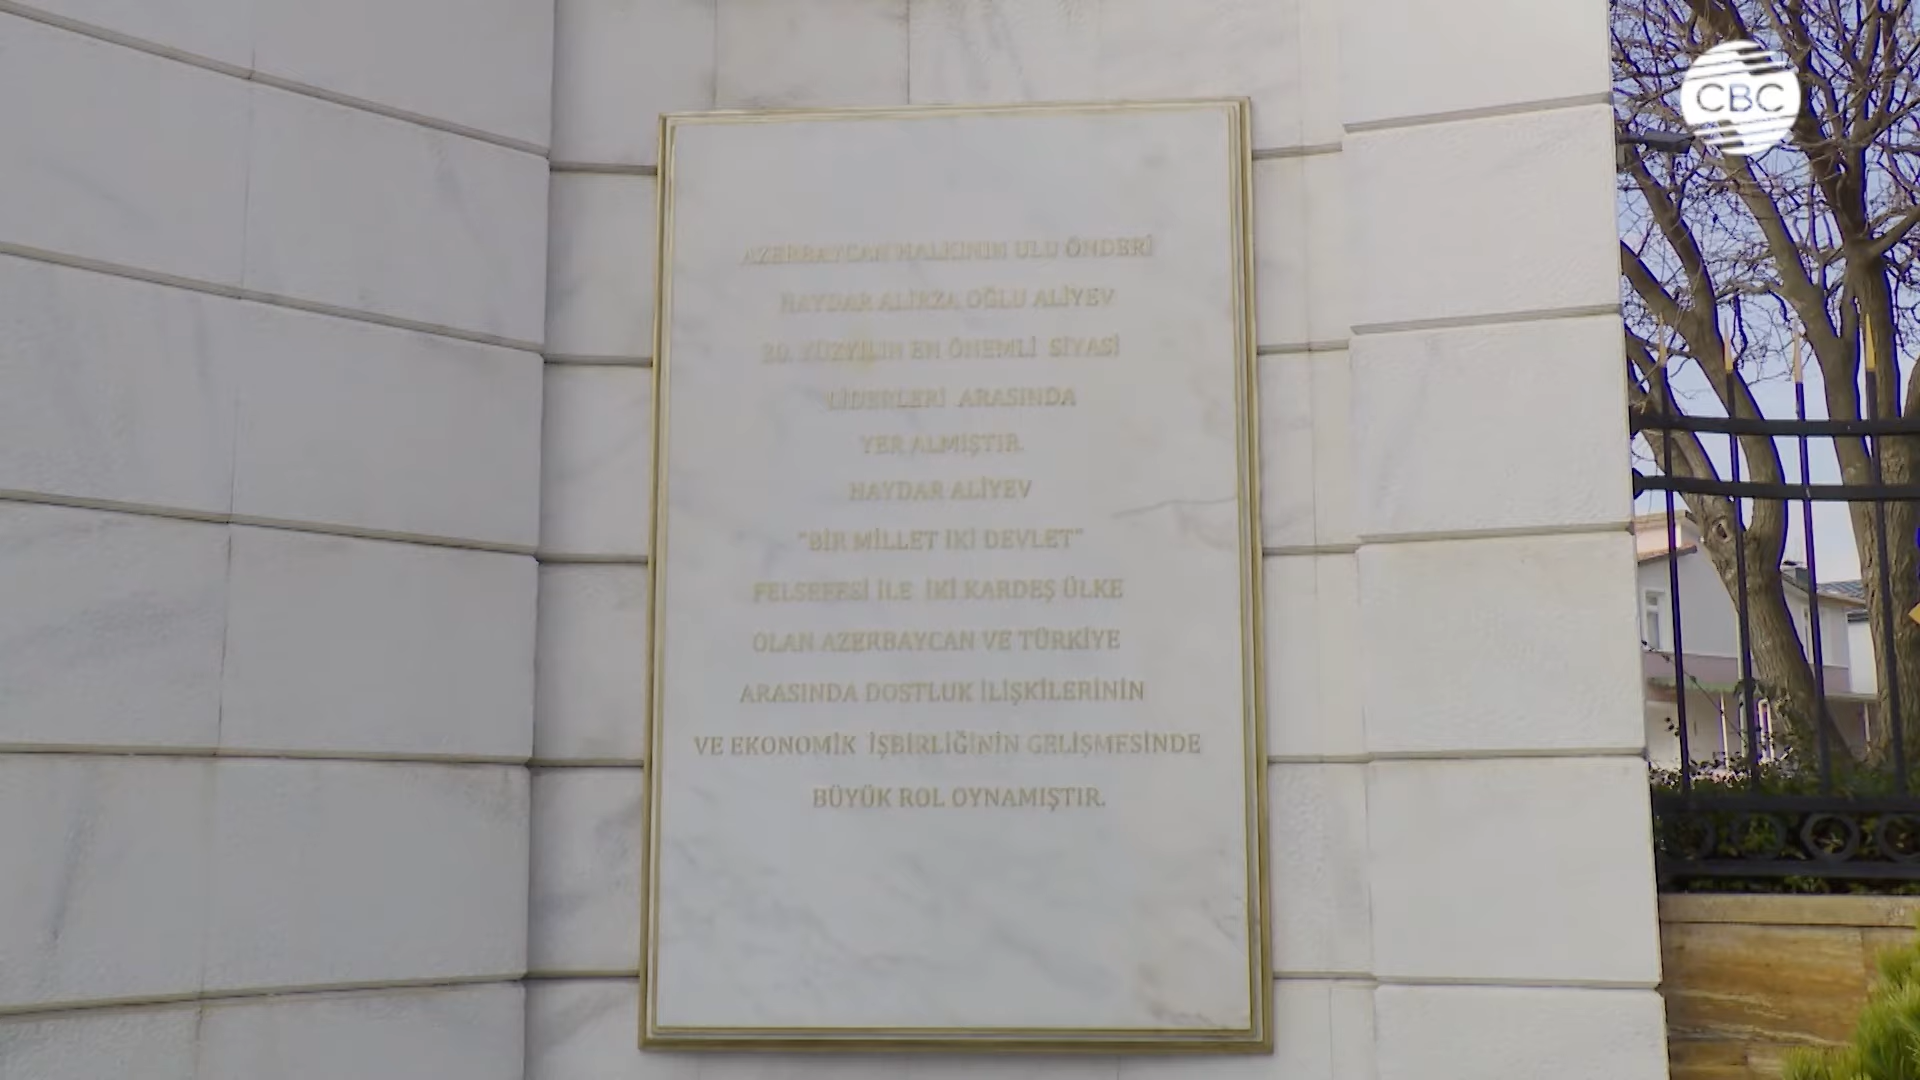 CBC
AZERBAYCAN HALKININ ULU ÖNDERİ
HAYDAR ALİRZA OĞLU ALİYEV
20. YÜZYILIN EN ÖNEMLİ SİYASİ
LİDERLERİ ARASINDA
YER ALMIŞTIR.
HAYDAR ALİYEV
"BİR MİLLET IKİ DEVLET"
FELSEFESİ İLE İKİ KARDEŞ ÜLKE
OLAN AZERBAYCAN VE TÜRKİYE
ARASINDA DOSTLUK İLİŞKİLERİNİN
VE EKONOMİK İŞBİRLİĞİNİN GELİŞMESİNDE
BÜYÜK ROL OYNAMIŞTIR.